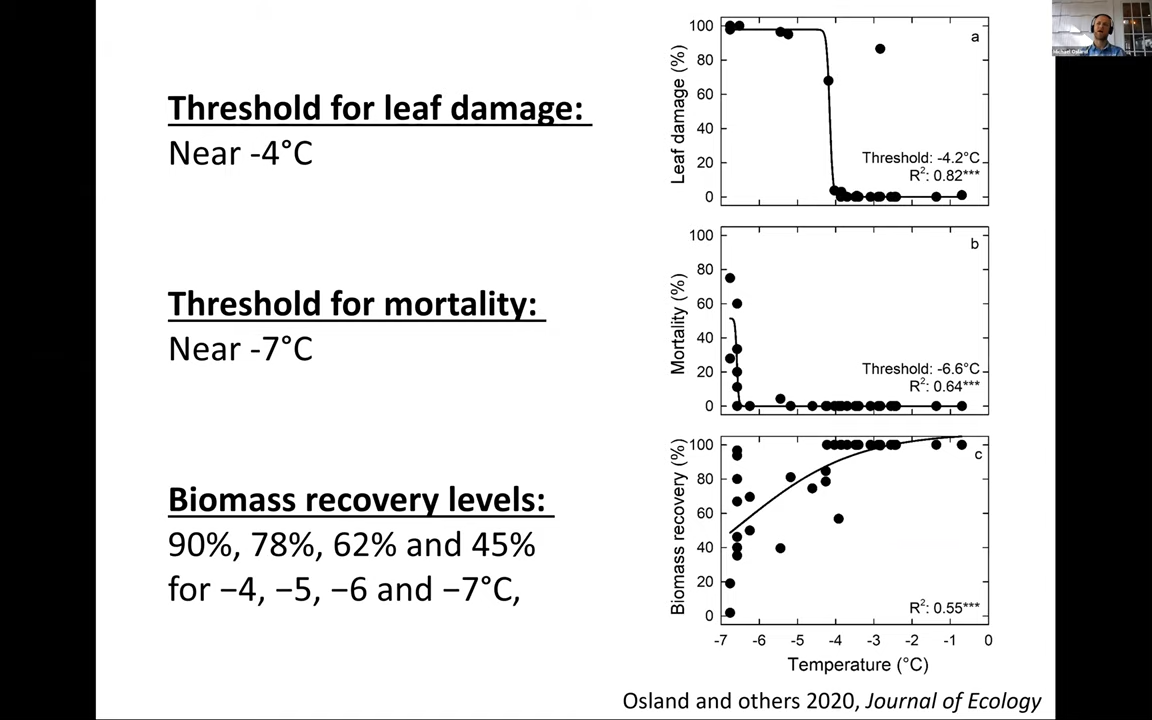 Threshold for leaf damage:
Near -4°C
Threshold for mortality:
Near -7°C
Biomass recovery levels:
90%, 78%, 62% and 45%
for −4, −5, −6 and −7°C,
Leaf damage (%)
100
80
60
40
20
0
a
Threshold: -4.2°C
R²: 0.82***
Mortality (%)
100
80
60
40
20
0
b
Threshold: -6.6°C
R²: 0.64***
Biomass recovery (%)
100
80
60
40
20
0
c
R²: 0.55***
-7 -6 -5 -4 -3 -2 -1 0
Temperature (°C)
Osland and others 2020, Journal of Ecology
Michael Osland